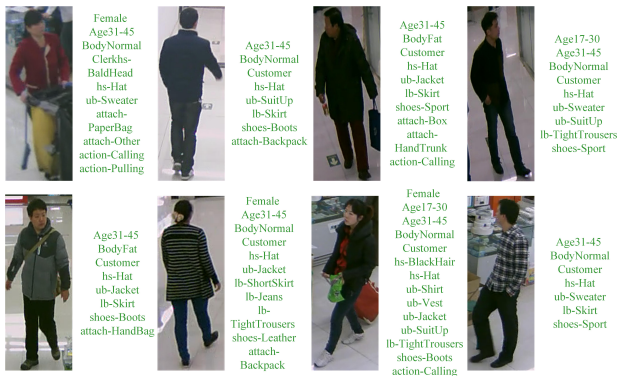 Female
Age31-45
BodyNormal
Clerkhs-
BaldHead
hs-Hat
ub-Sweater
attach-
PaperBag
attach-Other
action-Calling
action-Pulling
Age31-45
BodyNormal
Customer
hs-Hat
ub-SuitUp
lb-Skirt
shoes-Boots
attach-Backpack
Age31-45
BodyFat
Customer
hs-Hat
ub-Jacket
lb-Skirt
shoes-Sport
attach-Box
attach-
HandTrunk
action-Calling
Age17-30
Age31-45
BodyNormal
Customer
hs-Hat
ub-Sweater
ub-SuitUp
lb-TightTrousers
shoes-Sport
Age31-45
BodyFat
Customer
hs-Hat
ub-Jacket
lb-Skirt
shoes-Boots
attach-HandBag
Female
Age31-45
BodyNormal
Customer
hs-Hat
ub-Jacket
lb-ShortSkirt
lb-Jeans
lb-
TightTrousers
shoes-Leather
attach-
Backpack
Female
Age17-30
Age31-45
BodyNormal
Customer
hs-BlackHair
hs-Hat
ub-Shirt
ub-Vest
ub-Jacket
ub-SuitUp
lb-TightTrousers
shoes-Boots
action-Calling
Age31-45
BodyNormal
Customer
hs-Hat
ub-Sweater
lb-Skirt
shoes-Sport